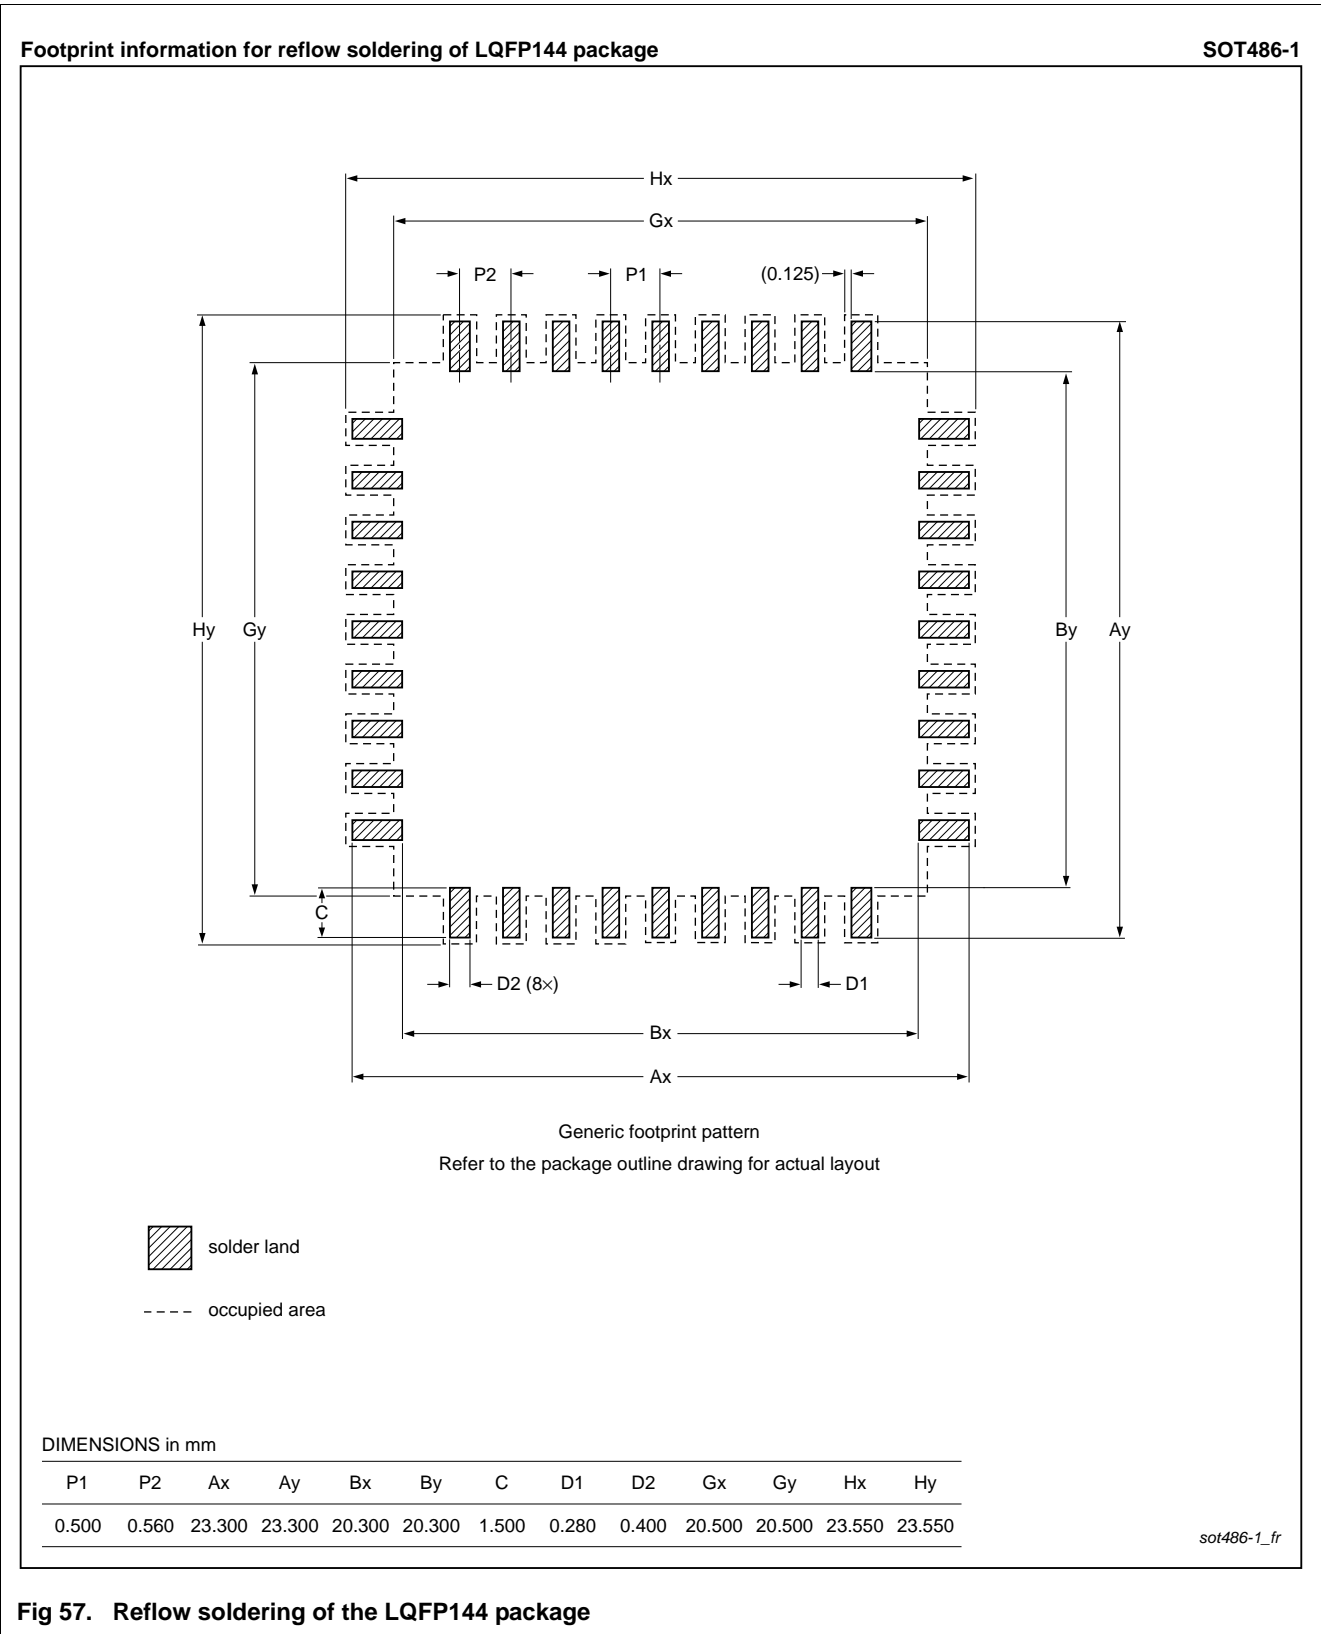 Footprint information for reflow soldering of LQFP144 package SOT486-1
Hx
Gx
P2 P1 (0.125)
Hy Gy By Ay
C
D2 (8×) D1
Bx
Ax
Generic footprint pattern
Refer to the package outline drawing for actual layout
solder land
occupied area
DIMENSIONS in mm
P1 P2 Ax Ay Bx By C D1 D2 Gx Gy Hx Hy
0.500 0.560 23.300 23.300 20.300 20.300 1.500 0.280 0.400 20.500 20.500 23.550 23.550
sot486-1_fr
Fig 57. Reflow soldering of the LQFP144 package